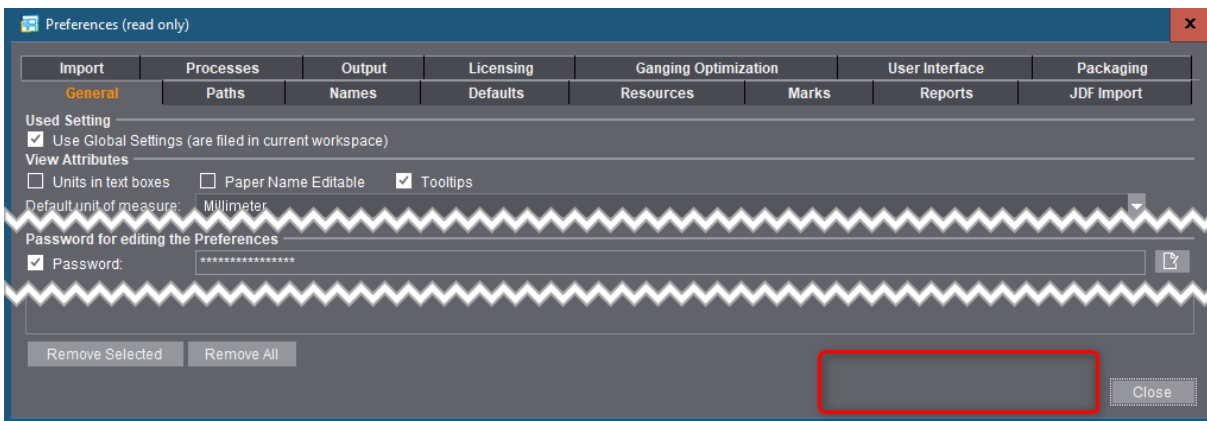 Preferences (read only)
x
Import Processes Output Licensing Ganging Optimization User Interface Packaging
General Paths Names Defaults Resources Marks Reports JDF Import
Used Setting
Use Global Settings (are filed in current workspace)
View Attributes
Units in text boxes Paper Name Editable Tooltips
Default unit of measure: Millimeter
Password for editing the Preferences
Password: ****************
Remove Selected Remove All
Close